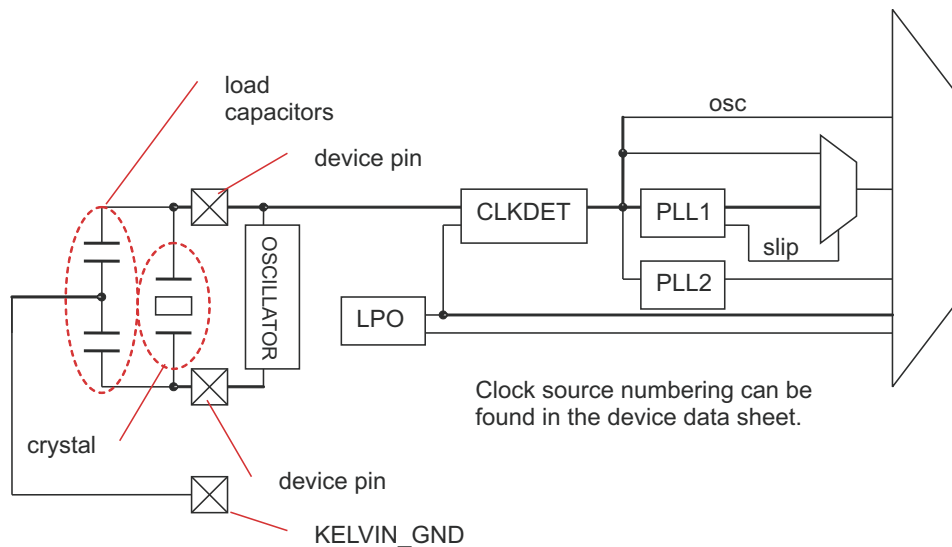 load
capacitors
osc
device pin
CLKDET
PLL1
OSCILLATOR
slip
PLL2
LPO
Clock source numbering can be
found in the device data sheet.
crystal
device pin
KELVIN_GND